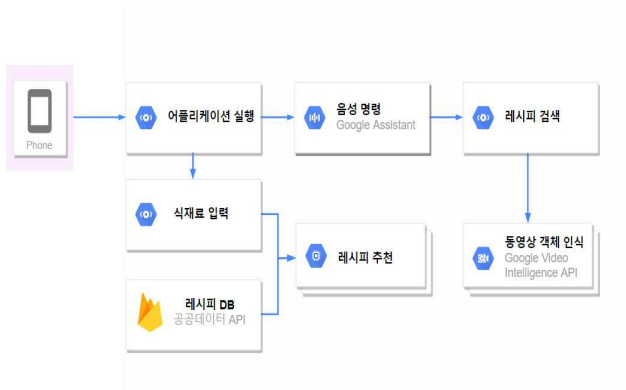 Phone
어플리케이션 실행
음성 명령
Google Assistant
레시피 검색
식재료 입력
레시피 추천
동영상 객체 인식
Google Video
Intelligence API
레시피 DB
공공데이터 API